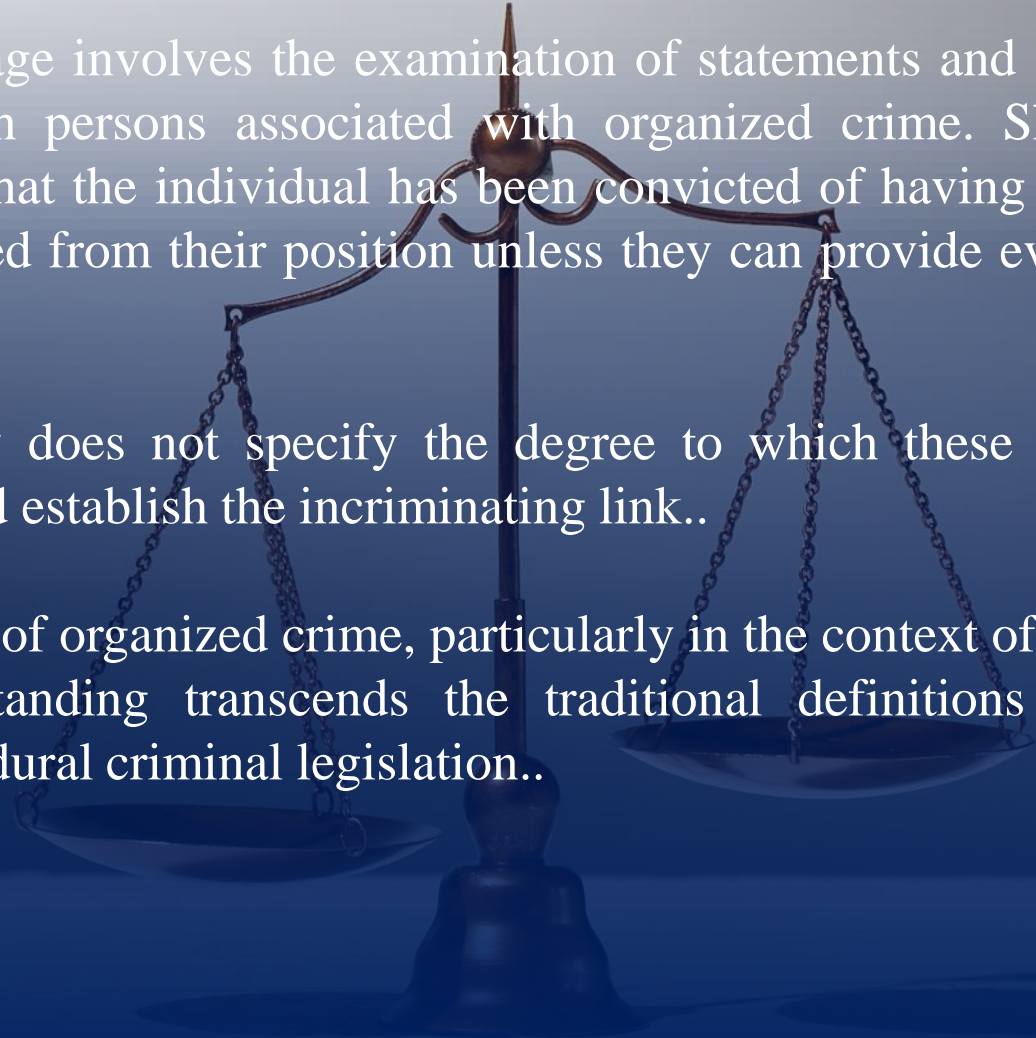 age involves the examination of statements and
persons associated with organized crime.
hat the individual has been convicted of having
ed from their position unless they can provide ev
does not specify the degree to which these
establish the incriminating link..
of organized crime, particularly in the context of
tanding transcends the traditional definitions
dural criminal legislation..